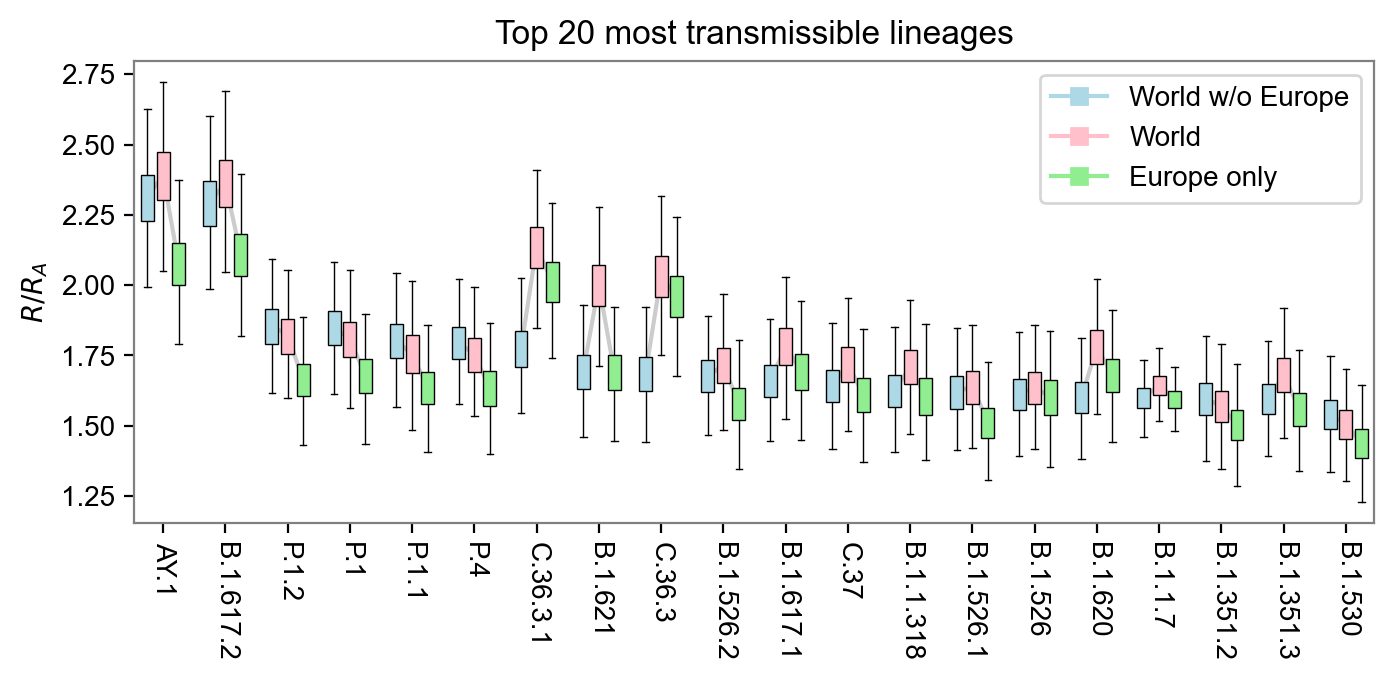 Top 20 most transmissible lineages
2.75
2.50
2.25
2.00
1.75
1.50
1.25
R/R_A
World w/o Europe
World
Europe only
AY.1
B.1.617.2
P.1.2
P.1
P.1.1
P.4
C.36.3.1
B.1.621
C.36.3
B.1.526.2
B.1.617.1
C.37
B.1.1.318
B.1.526.1
B.1.526
B.1.620
B.1.1.7
B.1.351.2
B.1.351.3
B.1.530